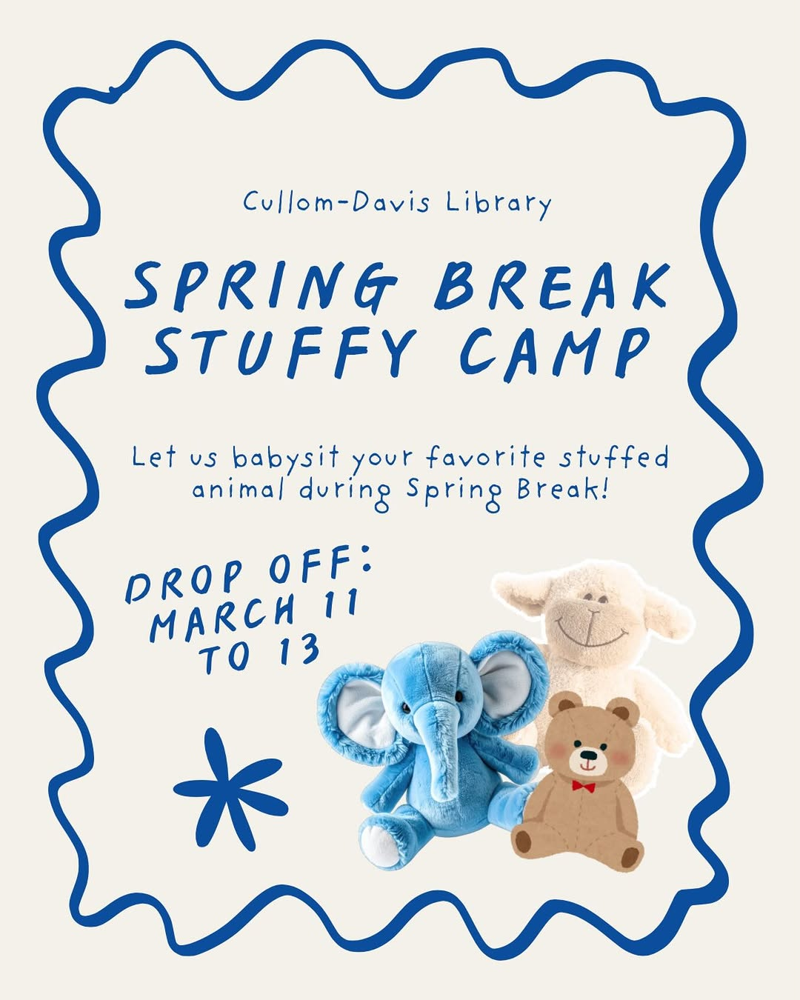 Cullom-Davis Library
SPRING BREAK
STUFFY CAMP
Let us babysit your favorite stuffed
animal during Spring Break!
DROP OFF:
MARCH 11
TO 13